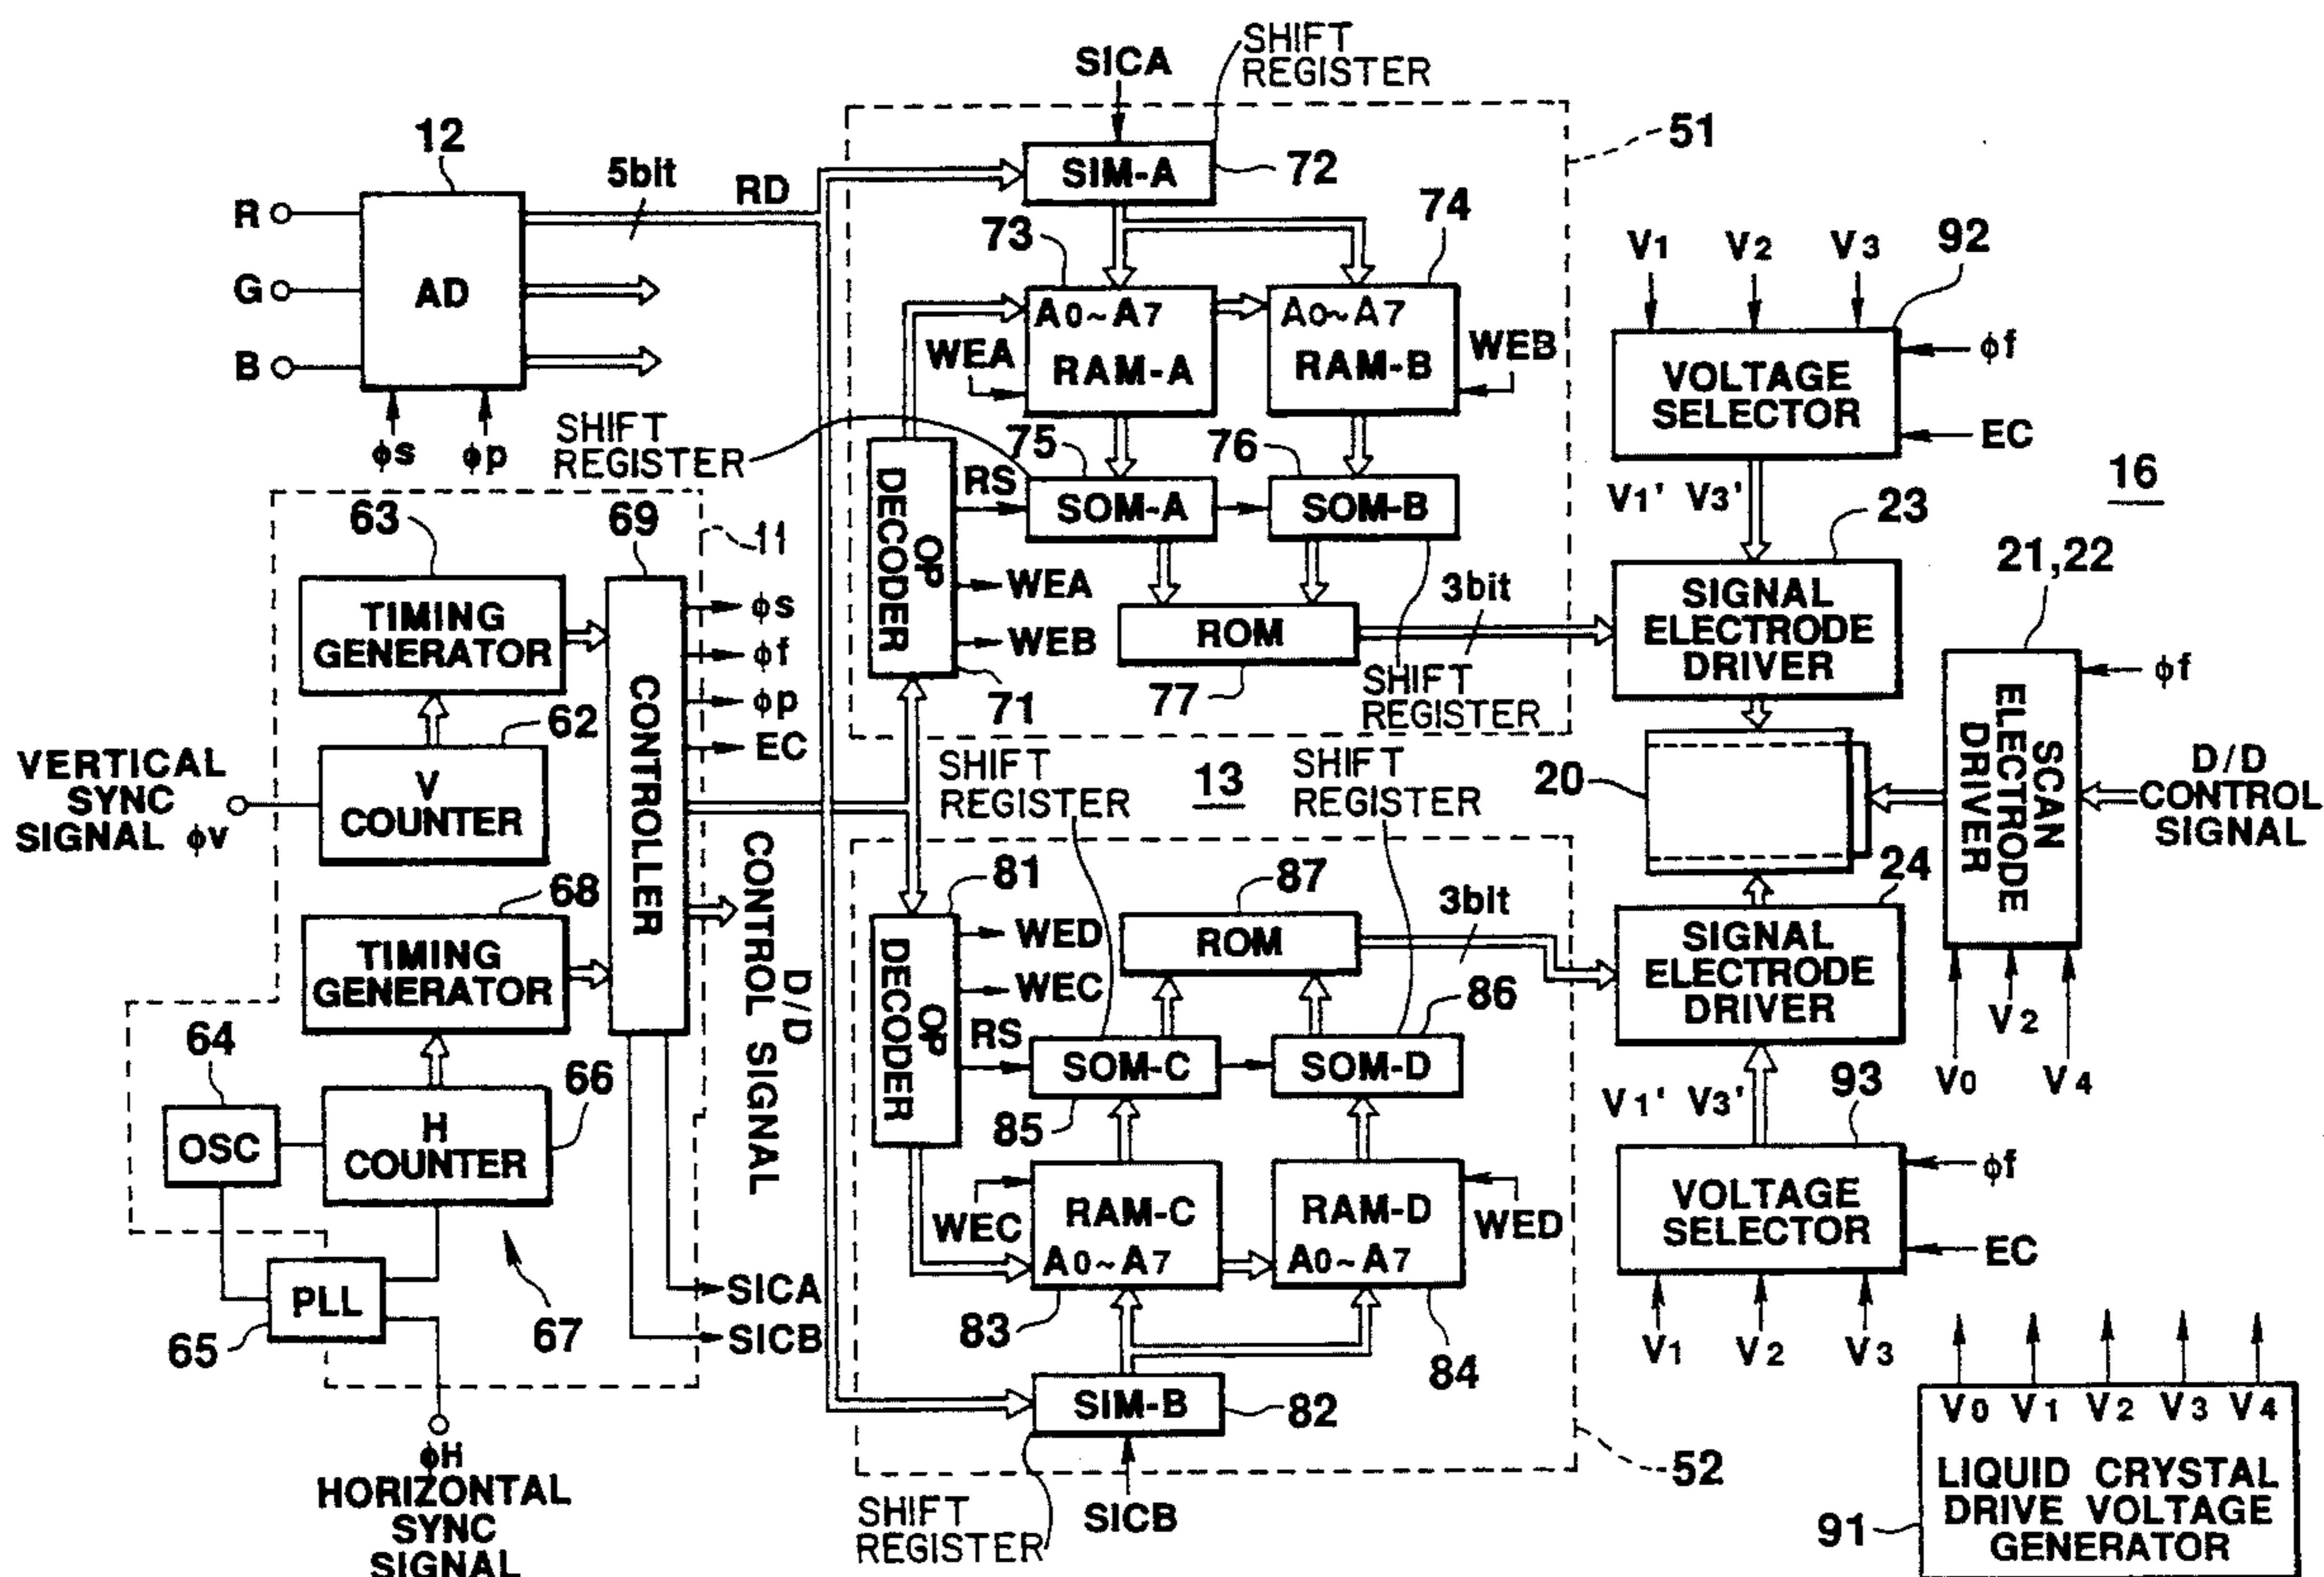 12
R
G
B
AD
5bit
RD
φs
φp
SHIFT
REGISTER
63
69
11
TIMING
GENERATOR
62
V
COUNTER
VERTICAL
SYNC
SIGNAL φv
68
TIMING
GENERATOR
64
OSC
H
COUNTER
66
PLL
65
67
φH
HORIZONTAL
SYNC
SIGNAL
CONTROLLER
φs
φf
φp
EC
D/D
CONTROL SIGNAL
SICA
SICB
SICA
SHIFT
REGISTER
51
SIM-A
72
73
74
A0~A7
RAM-A
A0~A7
RAM-B
WEA
WEB
75
76
OP
DECODER
RS
SOM-A
SOM-B
WEA
WEB
71
ROM
77
3bit
SHIFT
REGISTER
13
SHIFT
REGISTER
SHIFT
REGISTER
81
87
3bit
OP
DECODER
WED
WEC
RS
ROM
86
SOM-C
SOM-D
85
RAM-C
A0~A7
RAM-D
A0~A7
WEC
WED
83
84
SIM-B
82
SHIFT
REGISTER
SICB
52
V1
V2
V3
92
VOLTAGE
SELECTOR
φf
EC
16
V1' V3'
23
SIGNAL
ELECTRODE
DRIVER
21,22
SCAN
ELECTRODE
DRIVER
φf
D/D
CONTROL
SIGNAL
20
24
SIGNAL
ELECTRODE
DRIVER
V0
V2
V4
V1' V3'
93
VOLTAGE
SELECTOR
φf
EC
V1
V2
V3
V0 V1 V2 V3 V4
LIQUID CRYSTAL
DRIVE VOLTAGE
GENERATOR
91